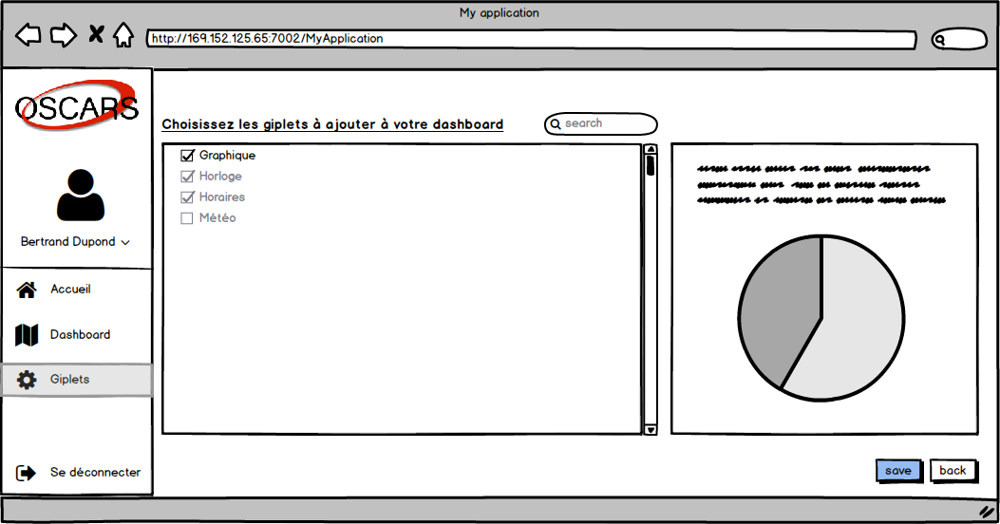 My application
http://169.152.125.65:7002/MyApplication
OSCARS
Choisissez les giplets à ajouter à votre dashboard
search
Graphique
Horloge
Horaires
Météo
Bertrand Dupond
Accueil
Dashboard
Giplets
Se déconnecter
save
back